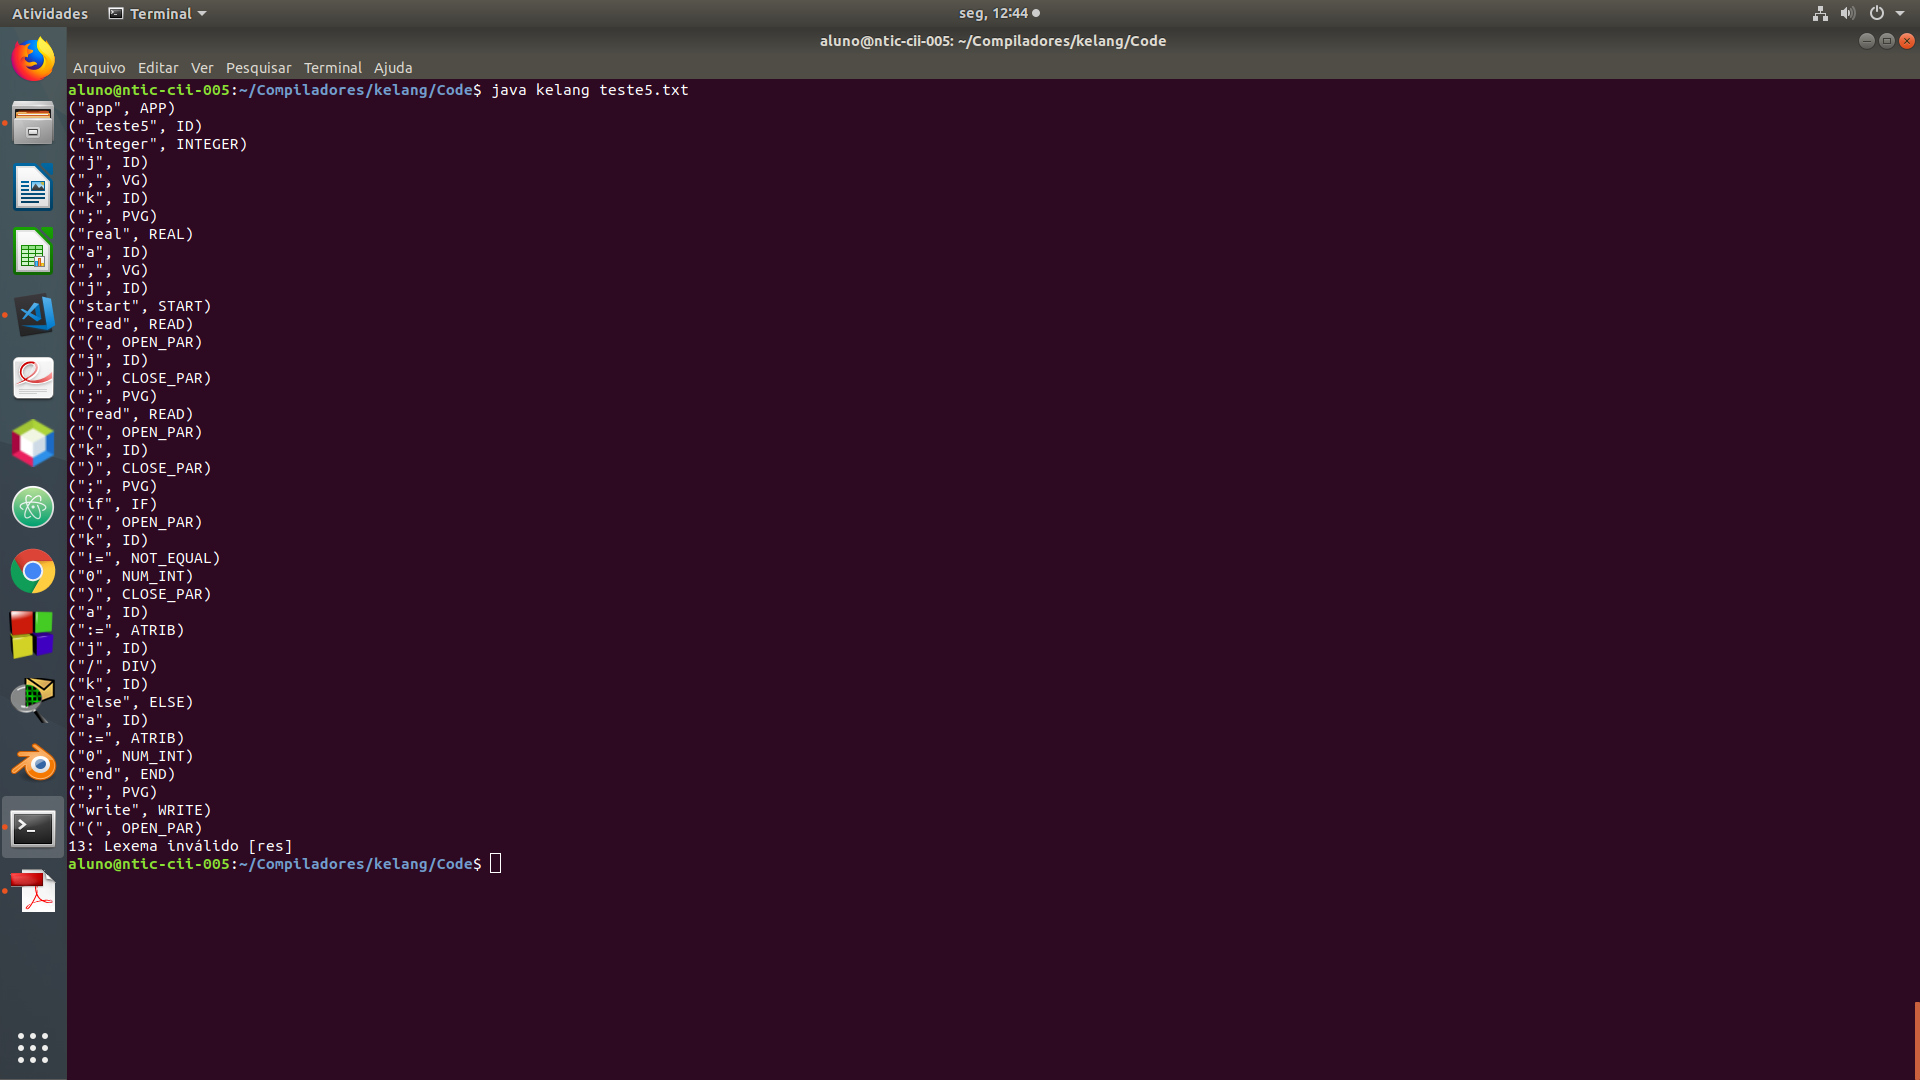 Atividades Terminal seg, 12:44
aluno@ntic-cii-005: ~/Compiladores/kelang/Code
Arquivo Editar Ver Pesquisar Terminal Ajuda
aluno@ntic-cii-005:~/Compiladores/kelang/Code$ java kelang teste5.txt
("app", APP)
("_teste5", ID)
("integer", INTEGER)
("j", ID)
(",", VG)
("k", ID)
(";", PVG)
("real", REAL)
("a", ID)
(",", VG)
("j", ID)
("start", START)
("read", READ)
("(", OPEN_PAR)
("j", ID)
(")", CLOSE_PAR)
(";", PVG)
("read", READ)
("(", OPEN_PAR)
("k", ID)
(")", CLOSE_PAR)
(";", PVG)
("if", IF)
("(", OPEN_PAR)
("k", ID)
("!=", NOT_EQUAL)
("0", NUM_INT)
(")", CLOSE_PAR)
("a", ID)
(":=", ATRIB)
("j", ID)
("/", DIV)
("k", ID)
("else", ELSE)
("a", ID)
(":=", ATRIB)
("0", NUM_INT)
("end", END)
(";", PVG)
("write", WRITE)
("(", OPEN_PAR)
13: Lexema inválido [res]
aluno@ntic-cii-005:~/Compiladores/kelang/Code$